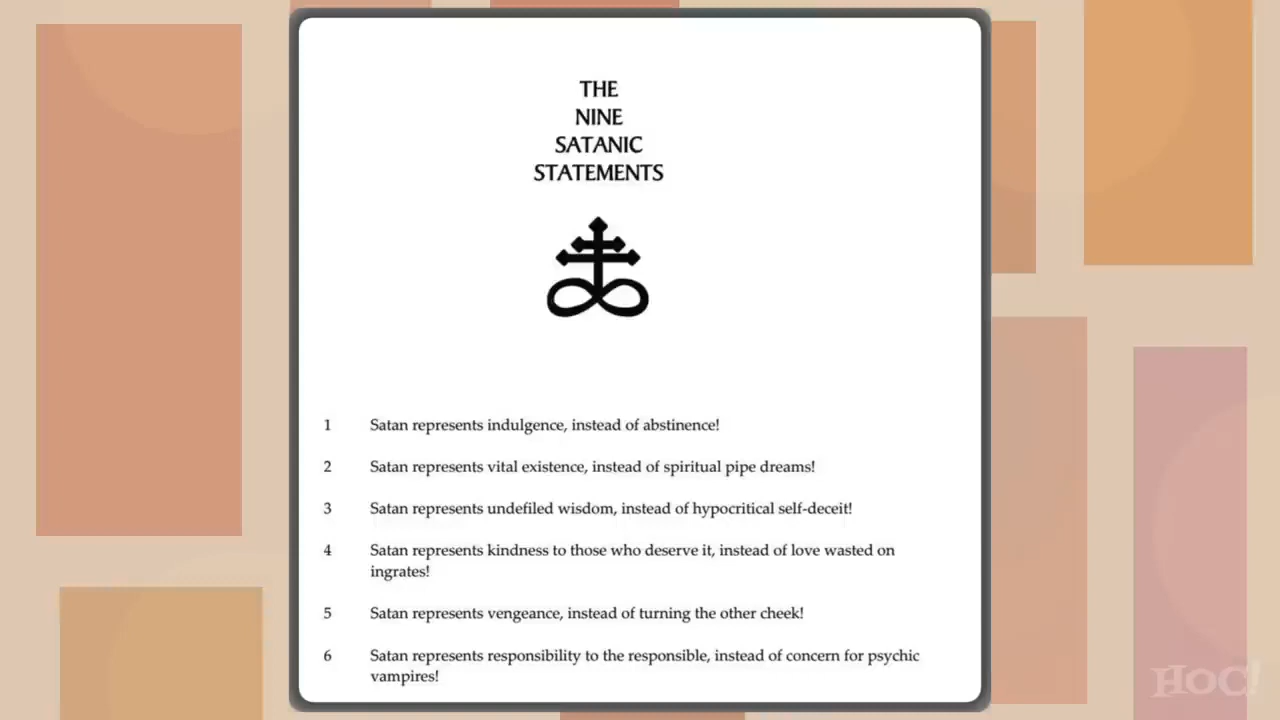 THE
NINE
SATANIC
STATEMENTS
1 Satan represents indulgence, instead of abstinence!
2 Satan represents vital existence, instead of spiritual pipe dreams!
3 Satan represents undefiled wisdom, instead of hypocritical self-deceit!
4 Satan represents kindness to those who deserve it, instead of love wasted on
ingrates!
5 Satan represents vengeance, instead of turning the other cheek!
6 Satan represents responsibility to the responsible, instead of concern for psychic
vampires!
HOC!